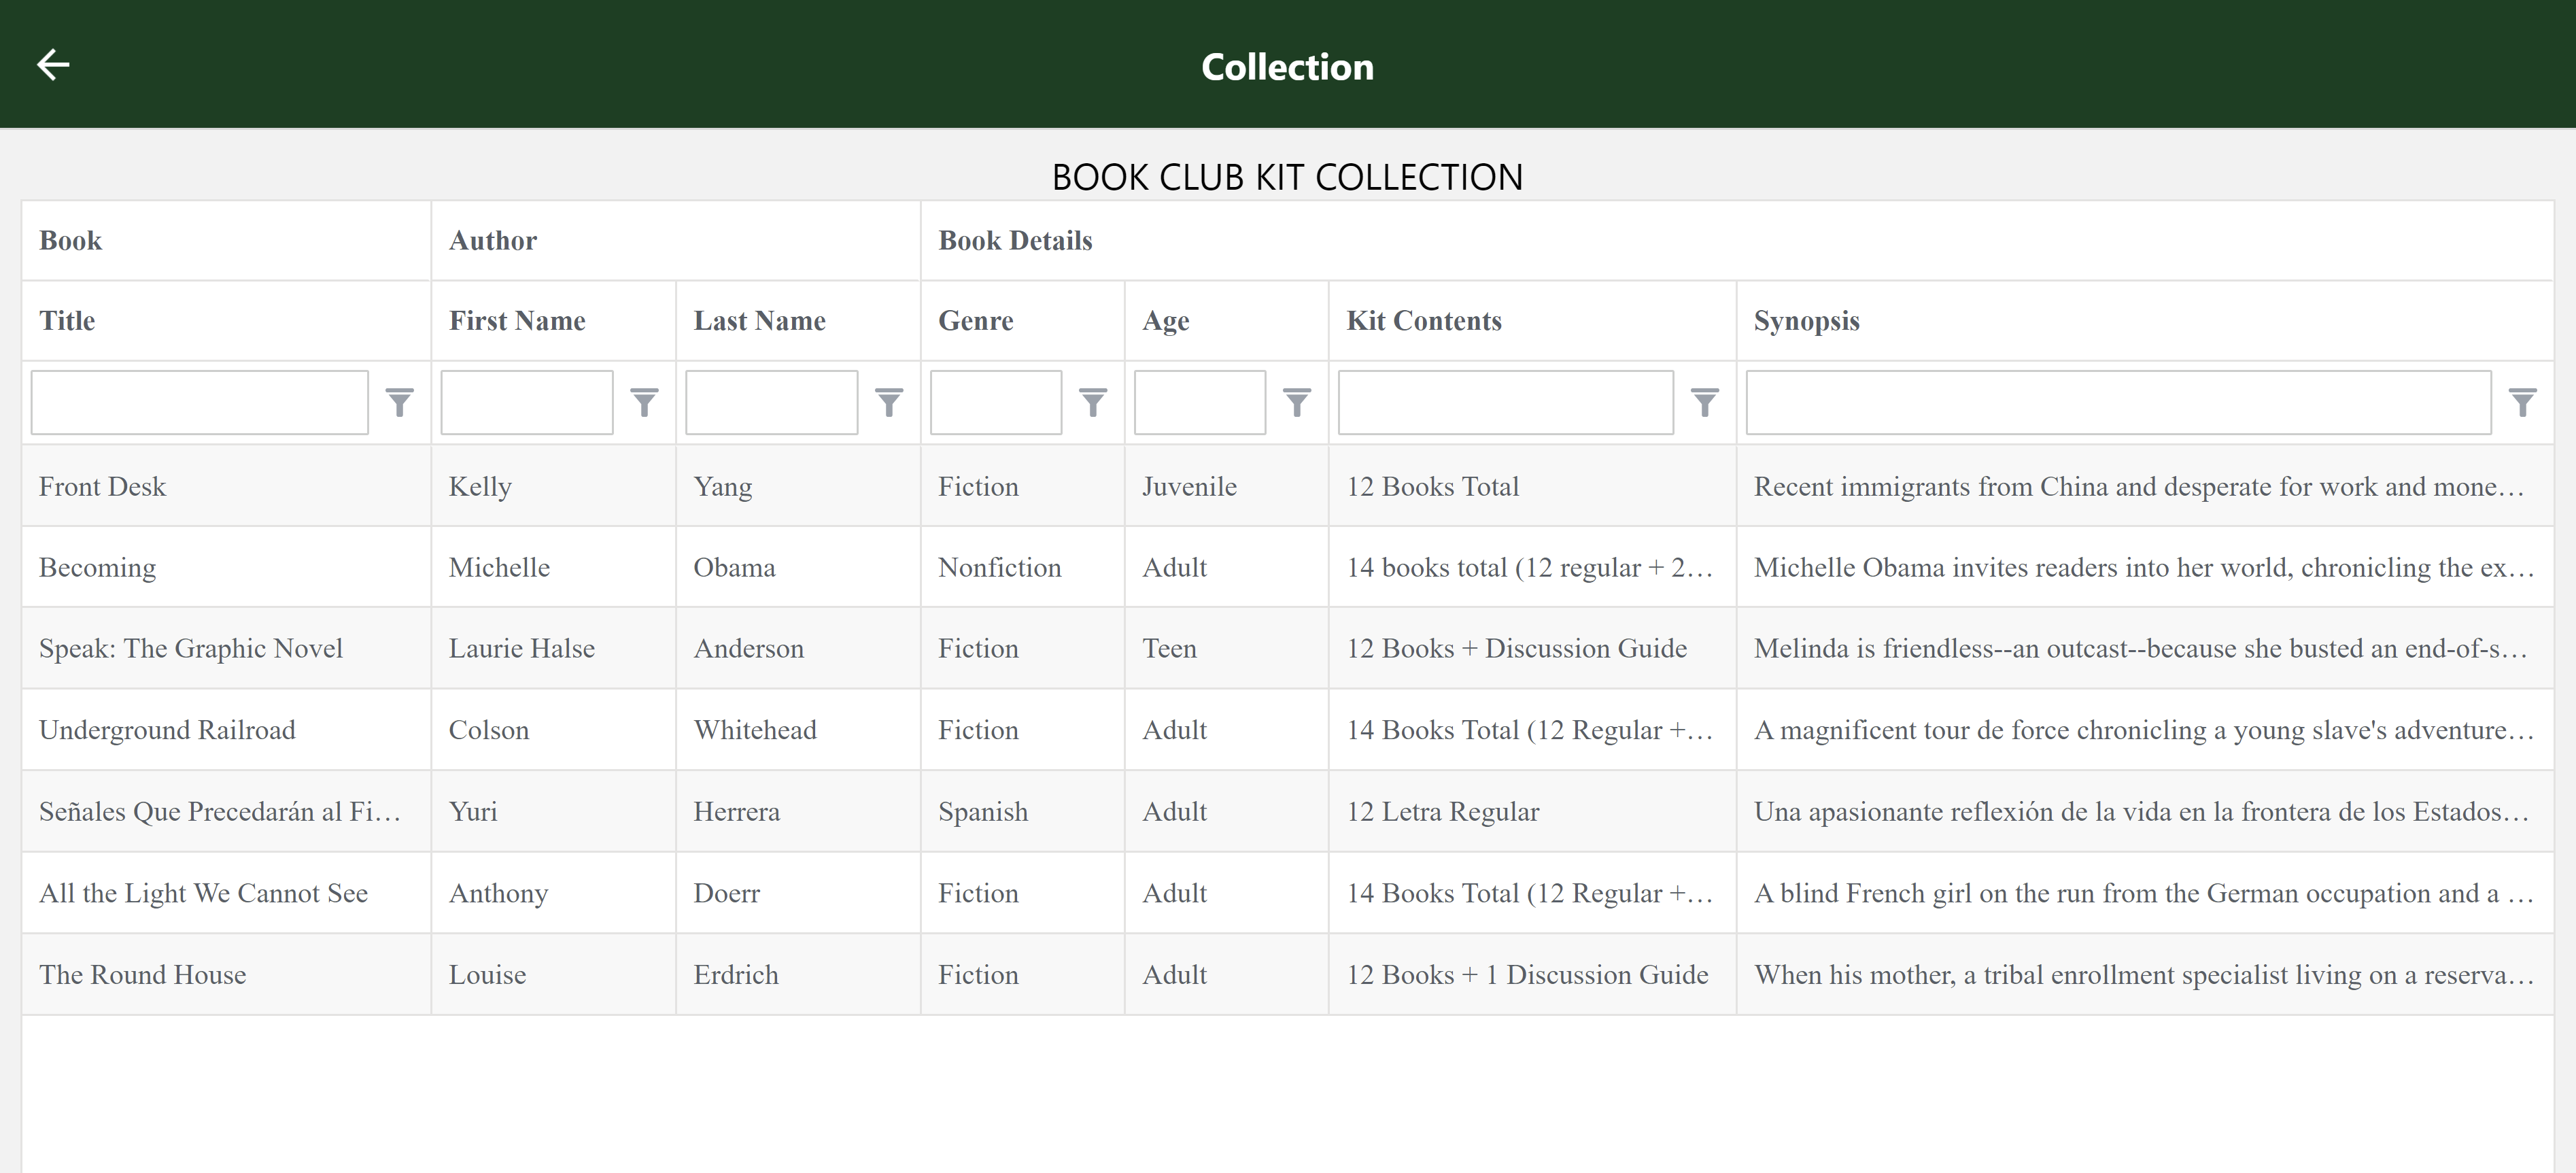 Collection
BOOK CLUB KIT COLLECTION
Book Author Book Details
Title First Name Last Name Genre Age Kit Contents Synopsis
Front Desk Kelly Yang Fiction Juvenile 12 Books Total Recent immigrants from China and desperate for work and mone...
Becoming Michelle Obama Nonfiction Adult 14 books total (12 regular + 2... Michelle Obama invites readers into her world, chronicling the ex...
Speak: The Graphic Novel Laurie Halse Anderson Fiction Teen 12 Books + Discussion Guide Melinda is friendless--an outcast--because she busted an end-of-s...
Underground Railroad Colson Whitehead Fiction Adult 14 Books Total (12 Regular +... A magnificent tour de force chronicling a young slave's adventure...
Señales Que Precedarán al Fi... Yuri Herrera Spanish Adult 12 Letra Regular Una apasionante reflexión de la vida en la frontera de los Estados...
All the Light We Cannot See Anthony Doerr Fiction Adult 14 Books Total (12 Regular +... A blind French girl on the run from the German occupation and a ...
The Round House Louise Erdrich Fiction Adult 12 Books + 1 Discussion Guide When his mother, a tribal enrollment specialist living on a reserva...